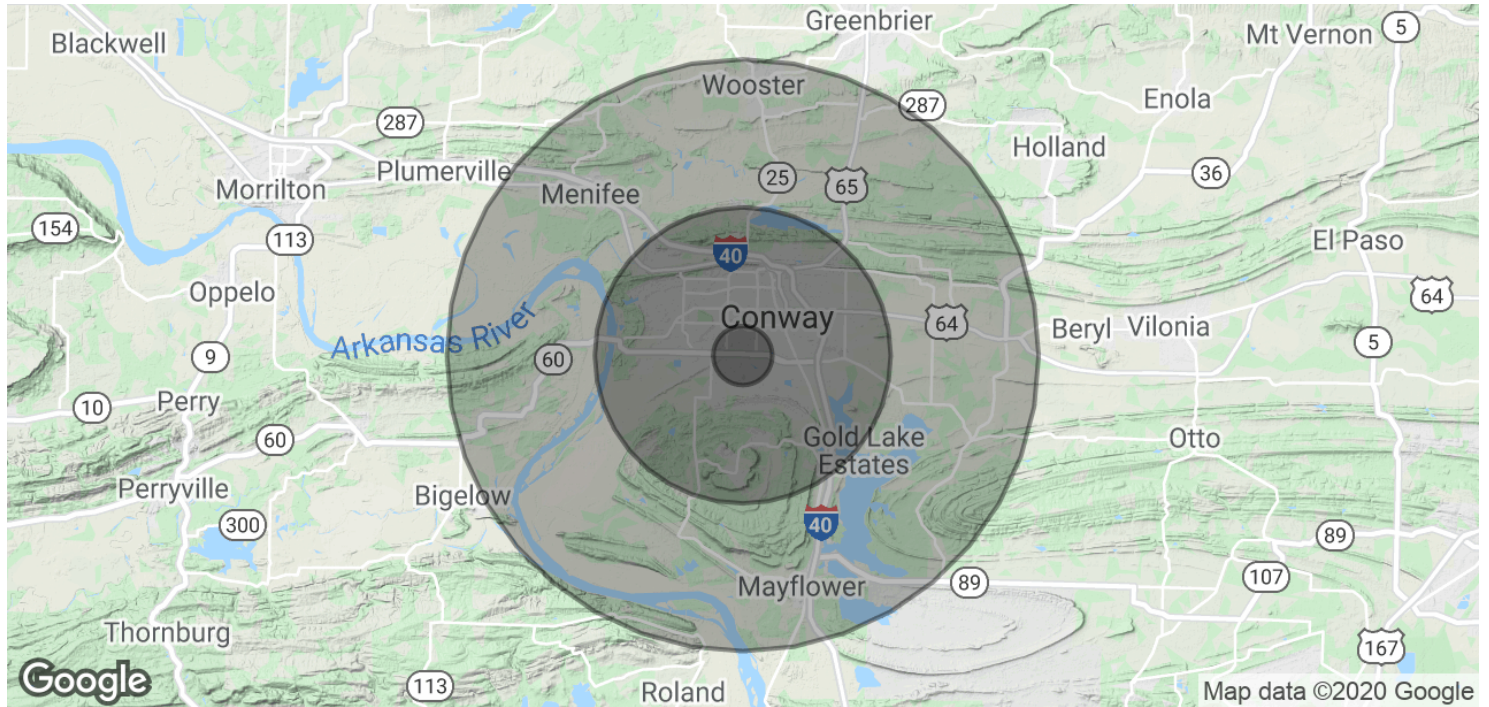 Greenbrier
5
Mt Vernon
Blackwell
Wooster
Enola
287
287
Holland
Plumerville
36
Morrilton
25
65
Menifee
154
113
El Paso
40
Oppelo
64
Conway
64
Arkansas River
Beryl
Vilonia
9
60
5
Perry
10
60
Gold Lake
Estates
Otto
Perryville
Bigelow
300
40
89
107
Mayflower
89
Thornburg
167
113
Roland
Google
Map data ©2020 Google